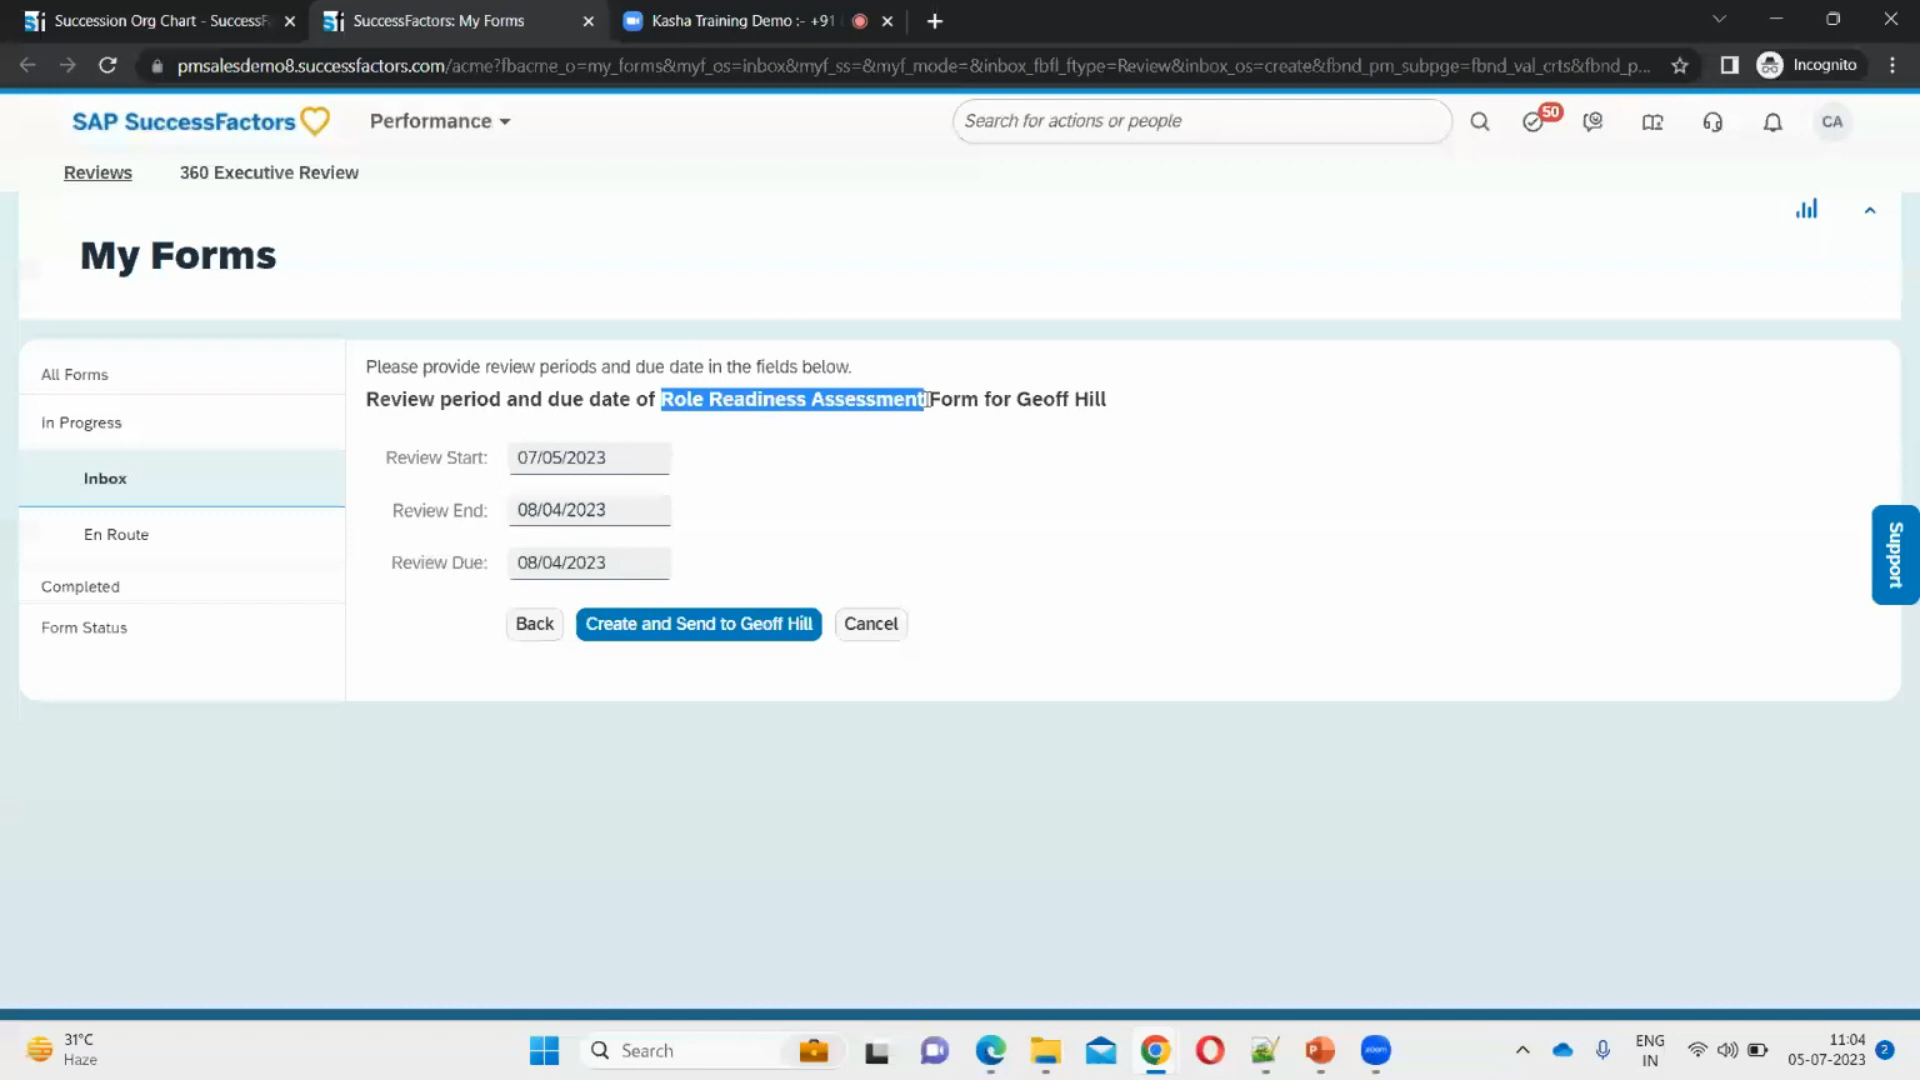 Succession Org Chart - SuccessF
SuccessFactors: My Forms
Kasha Training Demo :- +91
pmsalesdemo8.successfactors.com/acme?fbacme_o=my_forms&myf_os=inbox&myf_ss=&myf_mode=&inbox_fbfl_ftype=Review&inbox_os=create&fbnd_pm_subpge=fbnd_val_crts&fbnd_p...
Incognito
SAP SuccessFactors
Performance
Search for actions or people
50
CA
Reviews
360 Executive Review
My Forms
All Forms
In Progress
Inbox
En Route
Completed
Form Status
Please provide review periods and due date in the fields below.
Review period and due date of Role Readiness Assessment Form for Geoff Hill
Review Start: 07/05/2023
Review End: 08/04/2023
Review Due: 08/04/2023
Back
Create and Send to Geoff Hill
Cancel
Support
31°C
Haze
Search
zoom
ENG
IN
11:04
05-07-2023
2